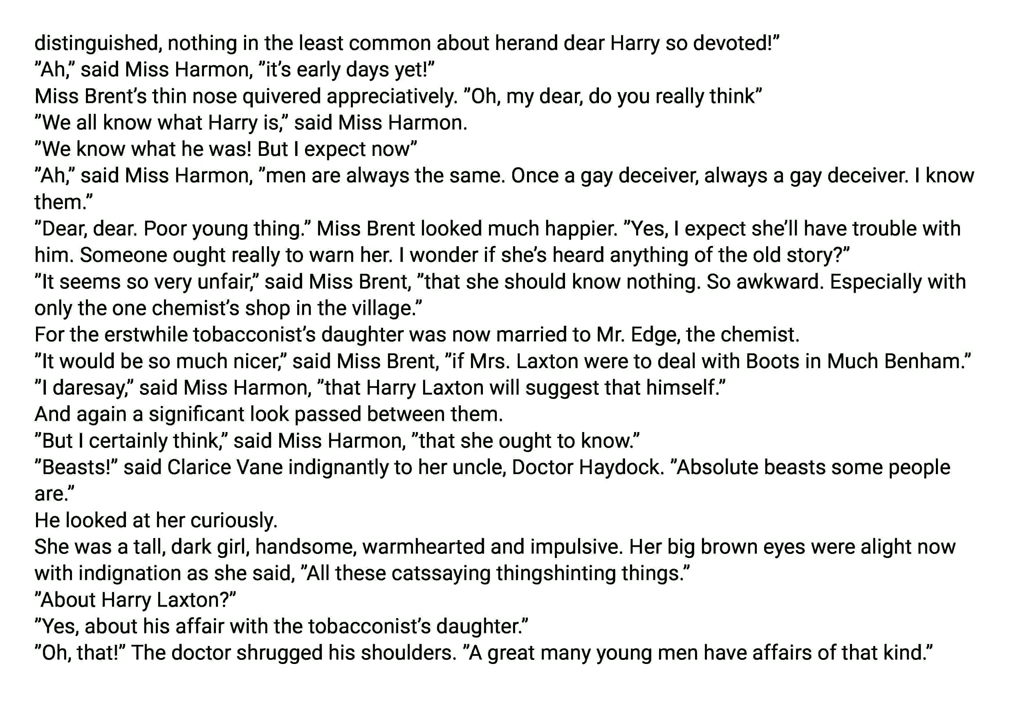 distinguished, nothing in the least common about herand dear Harry so devoted!”
”Ah,” said Miss Harmon, ”it’s early days yet!”
Miss Brent’s thin nose quivered appreciatively. ”Oh, my dear, do you really think”
”We all know what Harry is,” said Miss Harmon.
”We know what he was! But I expect now”
”Ah,” said Miss Harmon, ”men are always the same. Once a gay deceiver, always a gay deceiver. I know
them.”
”Dear, dear. Poor young thing.” Miss Brent looked much happier. ”Yes, I expect she’ll have trouble with
him. Someone ought really to warn her. I wonder if she’s heard anything of the old story?”
”It seems so very unfair,” said Miss Brent, ”that she should know nothing. So awkward. Especially with
only the one chemist’s shop in the village.”
For the erstwhile tobacconist’s daughter was now married to Mr. Edge, the chemist.
”It would be so much nicer,” said Miss Brent, ”if Mrs. Laxton were to deal with Boots in Much Benham.”
”I daresay,” said Miss Harmon, ”that Harry Laxton will suggest that himself.”
And again a significant look passed between them.
”But I certainly think,” said Miss Harmon, ”that she ought to know.”
”Beasts!” said Clarice Vane indignantly to her uncle, Doctor Haydock. ”Absolute beasts some people
are.”
He looked at her curiously.
She was a tall, dark girl, handsome, warmhearted and impulsive. Her big brown eyes were alight now
with indignation as she said, ”All these catssaying thingshinting things.”
”About Harry Laxton?”
”Yes, about his affair with the tobacconist’s daughter.”
”Oh, that!” The doctor shrugged his shoulders. ”A great many young men have affairs of that kind.”